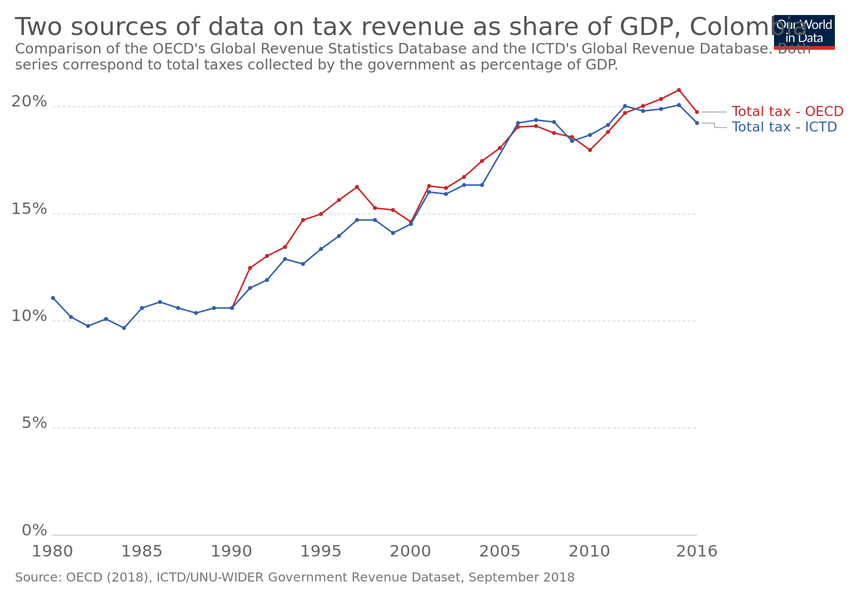 Two sources of data on tax revenue as share of GDP, Colombia
Our World
in Data
Comparison of the OECD's Global Revenue Statistics Database and the ICTD's Global Revenue Database. Both
series correspond to total taxes collected by the government as percentage of GDP.
20%
Total tax - OECD
Total tax - ICTD
15%
10%
5%
0%
1980 1985 1990 1995 2000 2005 2010 2016
Source: OECD (2018), ICTD/UNU-WIDER Government Revenue Dataset, September 2018